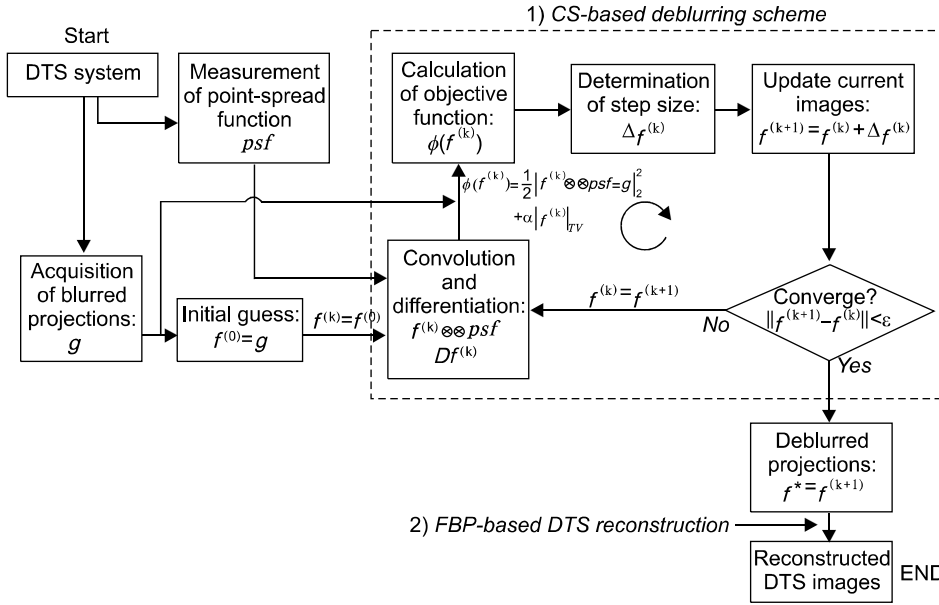 1) CS-based deblurring scheme
Start
DTS system
Measurement
of point-spread
function
psf
Calculation
of objective
function:
ϕ(f^(k))
Determination
of step size:
Δf^(k)
Update current
images:
f^(k+1)=f^(k)+Δf^(k)
ϕ(f^(k))=1/2|f^(k)⊗⊗psf=g|²₂
+α|f^(k)|_TV
Acquisition
of blurred
projections:
g
Initial guess:
f^(0)=g
f^(k)=f^(0)
Convolution
and
differentiation:
f^(k)⊗⊗psf
Df^(k)
f^(k)=f^(k+1)
No
Converge?
||f^(k+1)-f^(k)||<ε
Yes
Deblurred
projections:
f*=f^(k+1)
2) FBP-based DTS reconstruction
Reconstructed
DTS images
END